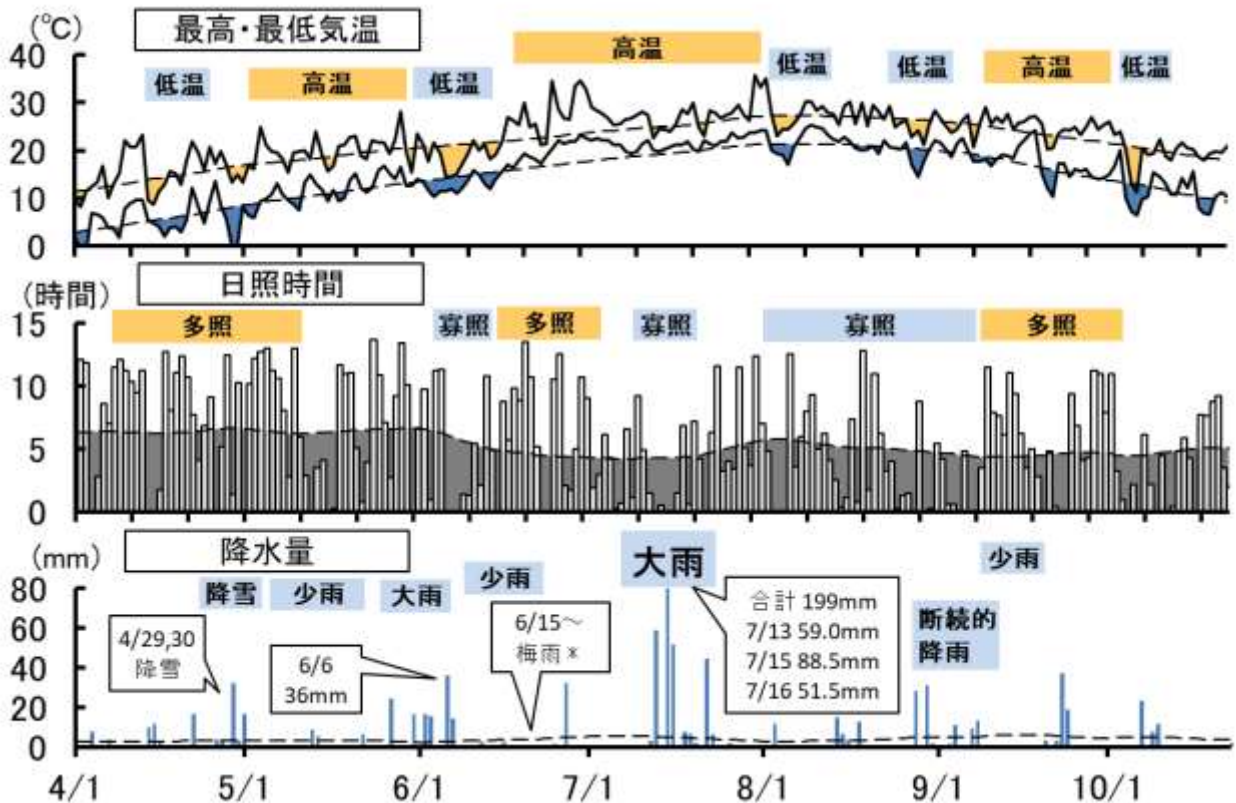 (℃)
最高・最低気温
40
30
20
10
0
低温
高温
低温
高温
低温
低温
高温
低温
(時間)
日照時間
15
10
5
0
多照
寡照
多照
寡照
寡照
多照
(mm)
降水量
80
60
40
20
0
降雪
少雨
大雨
少雨
大雨
少雨
断続的
降雨
4/29,30
降雪
6/6
36mm
6/15～
梅雨*
合計 199mm
7/13 59.0mm
7/15 88.5mm
7/16 51.5mm
4/1
5/1
6/1
7/1
8/1
9/1
10/1